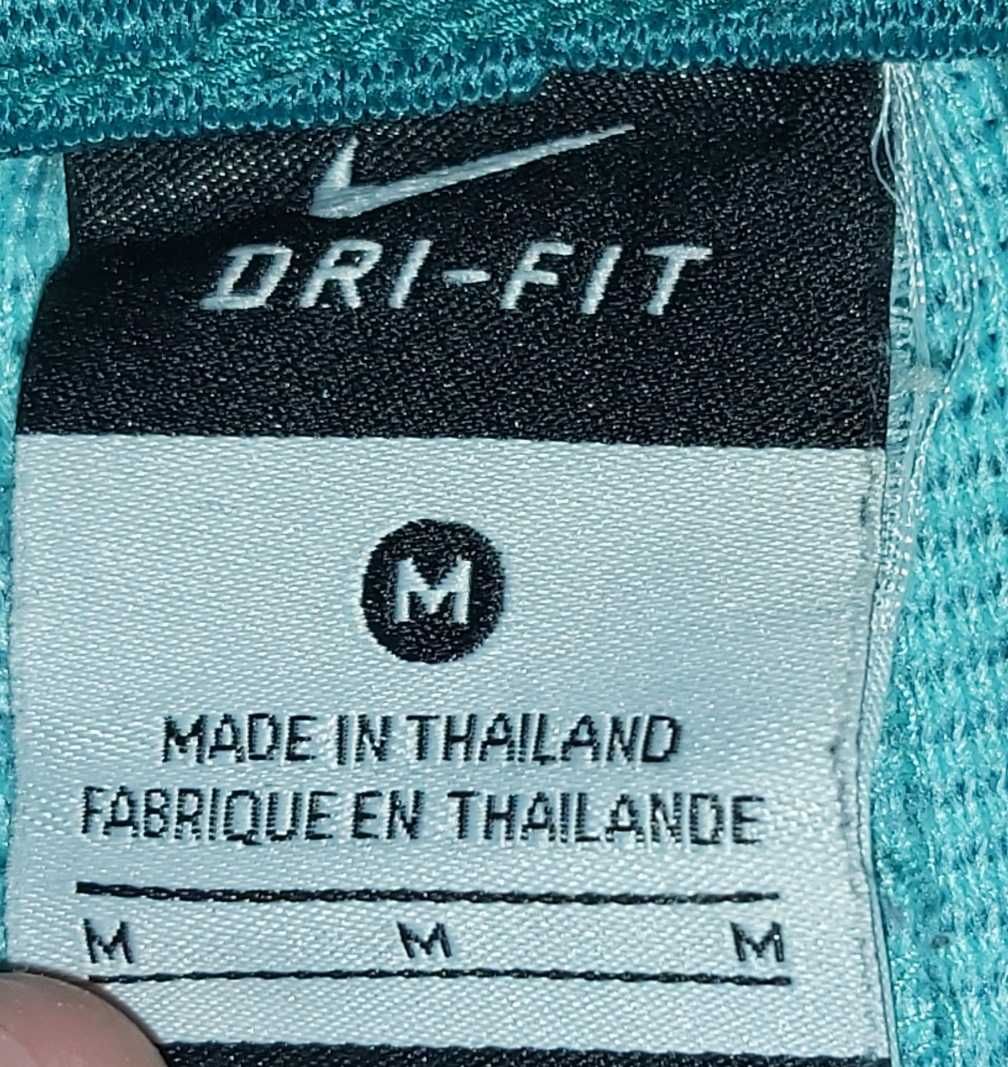 DRI-FIT
M
MADE IN THAILAND
FABRIQUE EN THAILANDE
M M M